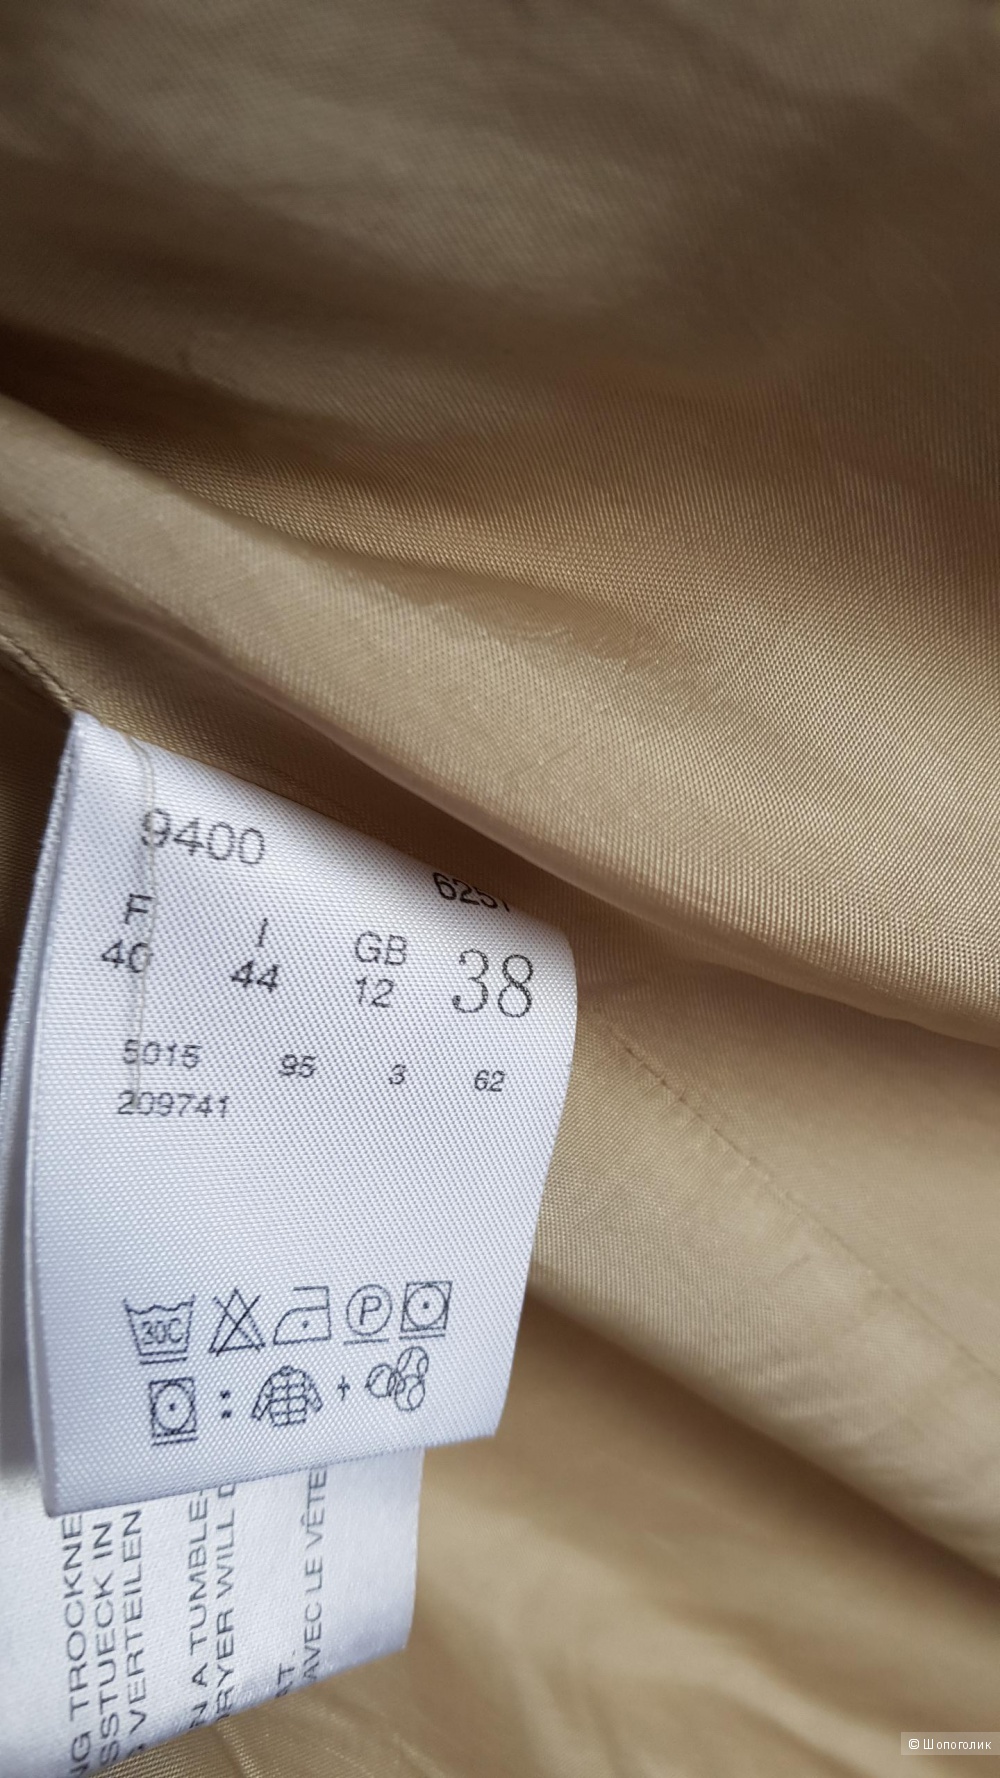 9400
6251
F I GB
40 44 12 38
5015 95 3 62
209741
30C
P
NG TROCKNE
SSTUECK IN
VERTEILEN
N A TUMBLE-
RYER WILL D
AT.
AVEC LE VÊTE
© Шопоголик